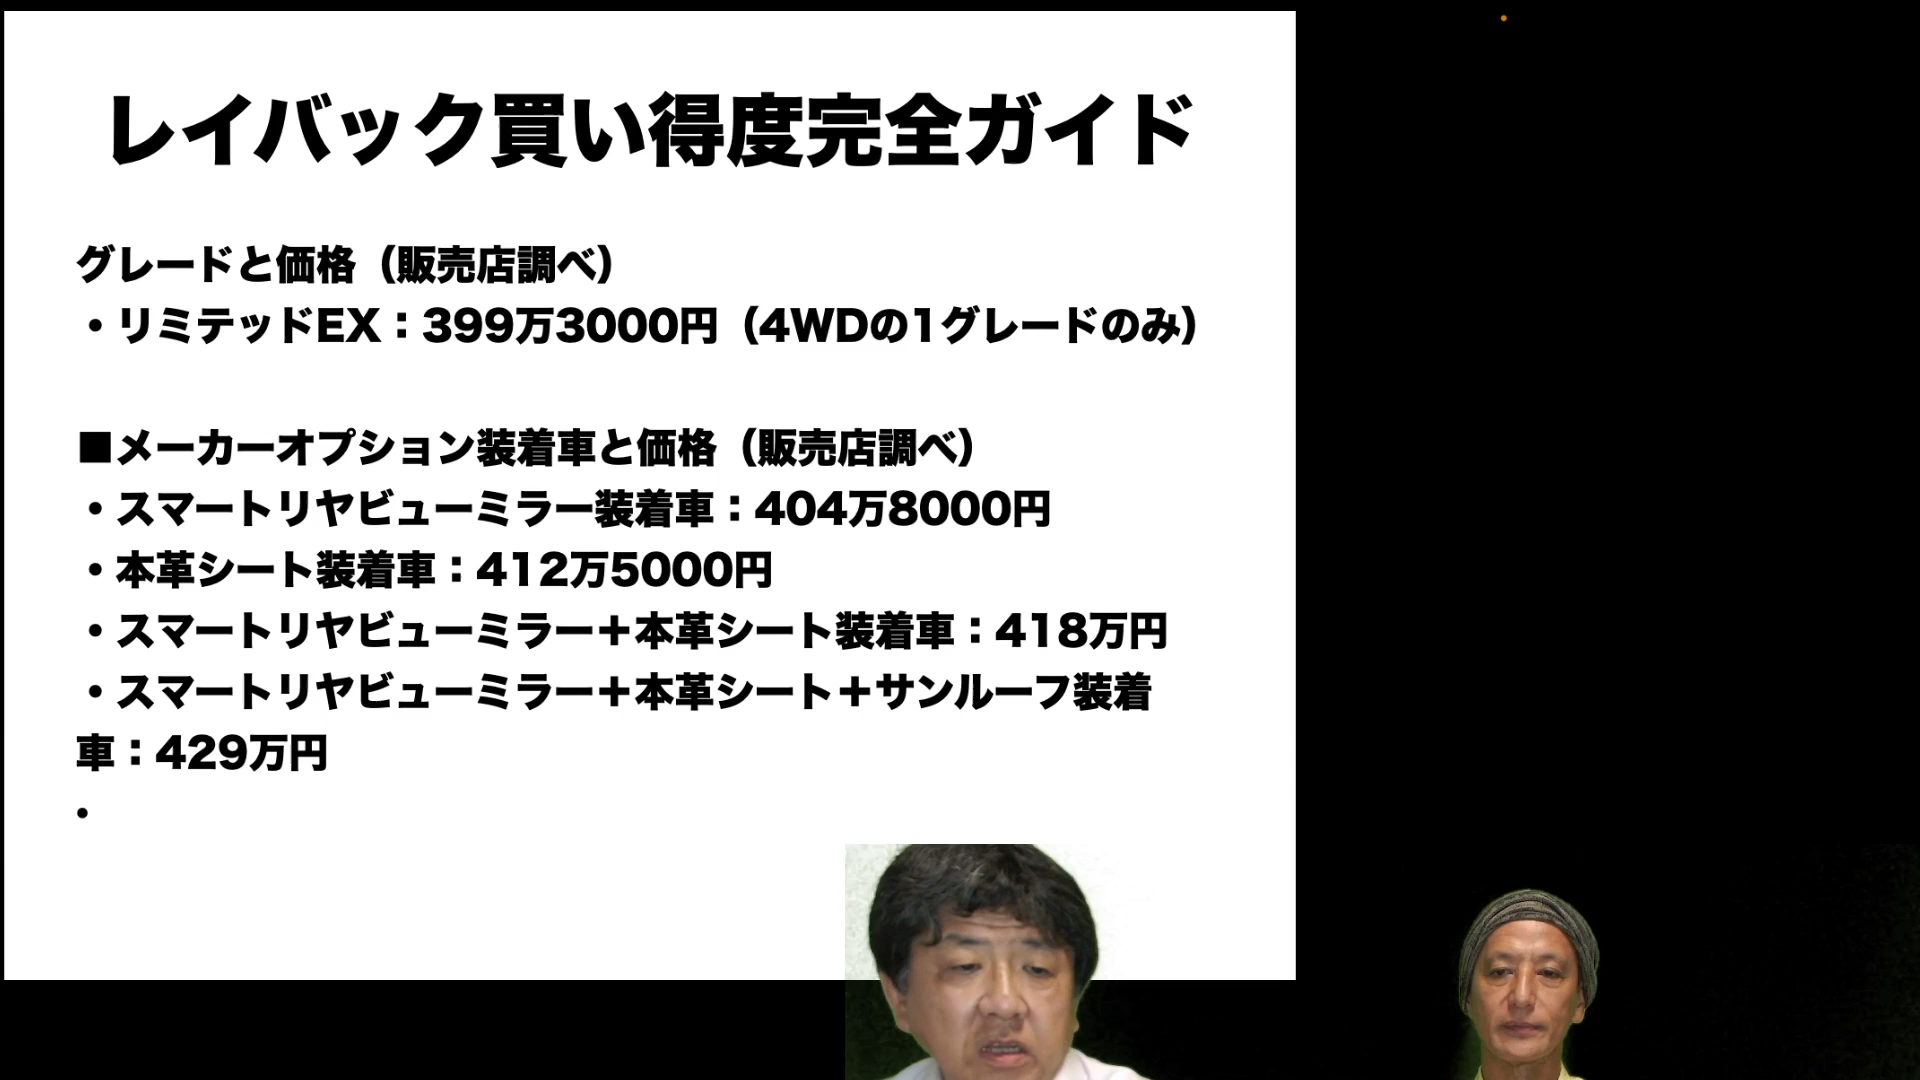 レイバック買い得度完全ガイド
グレードと価格（販売店調べ）
・リミテッドEX：399万3000円（4WDの1グレードのみ）
■メーカーオプション装着車と価格（販売店調べ）
・スマートリヤビューミラー装着車：404万8000円
・本革シート装着車：412万5000円
・スマートリヤビューミラー＋本革シート装着車：418万円
・スマートリヤビューミラー＋本革シート＋サンルーフ装着
車：429万円
・